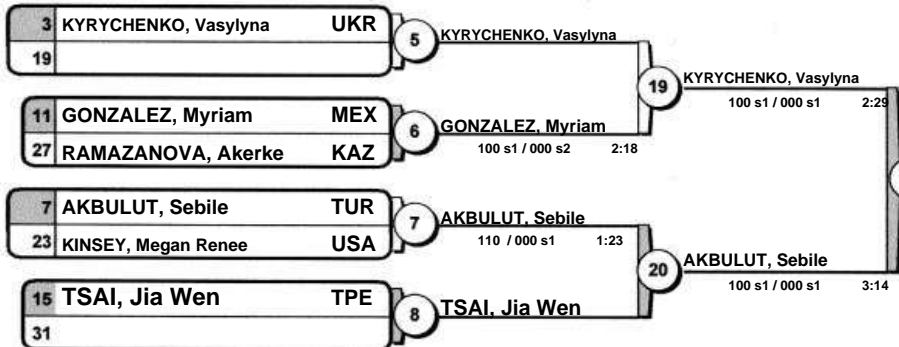 3 KYRYCHENKO, Vasylyna UKR
19
5
KYRYCHENKO, Vasylyna
11 GONZALEZ, Myriam MEX
27 RAMAZANOVA, Akerke KAZ
6
GONZALEZ, Myriam
100 s1 / 000 s2 2:18
19
KYRYCHENKO, Vasylyna
100 s1 / 000 s1 2:29
7 AKBULUT, Sebile TUR
23 KINSEY, Megan Renee USA
7
AKBULUT, Sebile
110 / 000 s1 1:23
15 TSAI, Jia Wen TPE
31
8
TSAI, Jia Wen
20
AKBULUT, Sebile
100 s1 / 000 s1 3:14